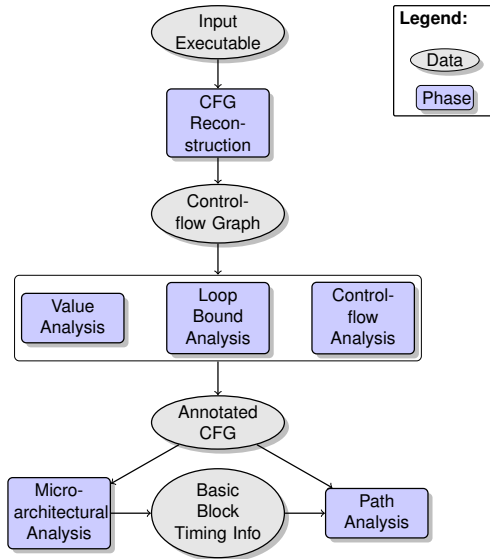 Input
Executable
Legend:
Data
Phase
CFG
Recon-
struction
Control-
flow Graph
Value
Analysis
Loop
Bound
Analysis
Control-
flow
Analysis
Annotated
CFG
Micro-
architectural
Analysis
Basic
Block
Timing Info
Path
Analysis